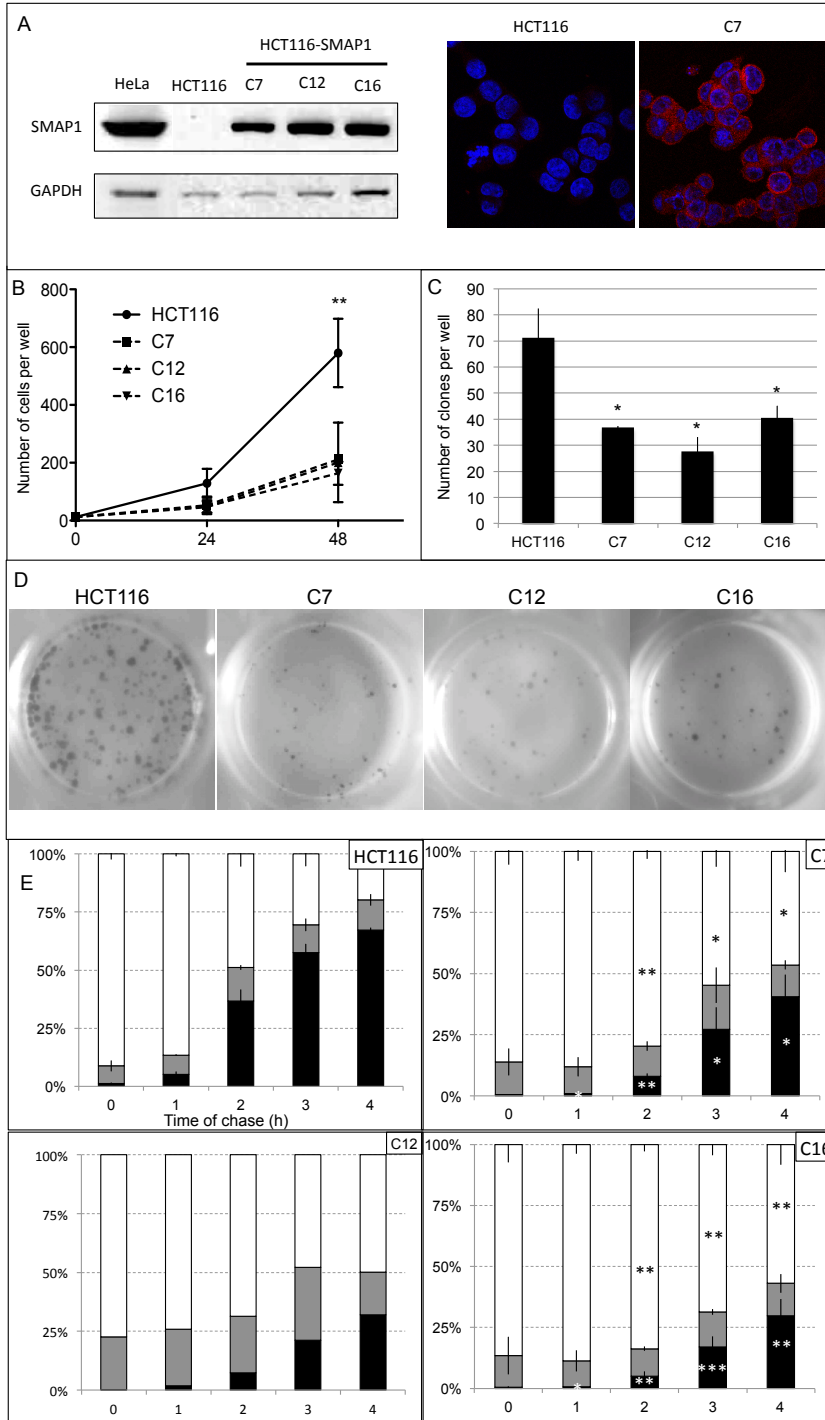 A
HCT116-SMAP1
HeLa HCT116 C7 C12 C16
SMAP1
GAPDH
HCT116 C7
B
Number of cells per well
800
600
400
200
0
0 24 48
**
HCT116
C7
C12
C16
C
Number of clones per well
90
80
70
60
50
40
30
20
10
0
* * *
HCT116 C7 C12 C16
D
HCT116 C7 C12 C16
E
HCT116
100%
75%
50%
25%
0%
0 1 2 3 4
Time of chase (h)
C7
100%
75%
50%
25%
0%
** * *
* ** * *
0 1 2 3 4
C12
100%
75%
50%
25%
0%
0 1 2 3 4
C16
100%
75%
50%
25%
0%
** ** **
* ** *** **
0 1 2 3 4